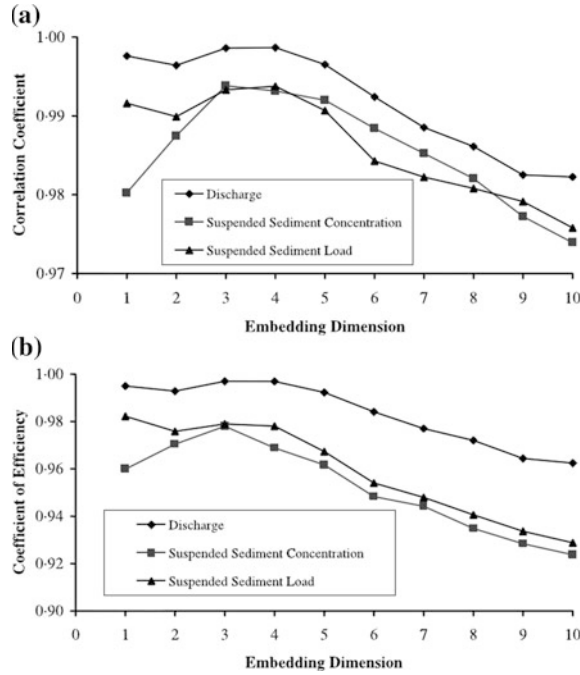 (a)
1·00
0·99
0·98
0·97
Correlation Coefficient
Discharge
Suspended Sediment Concentration
Suspended Sediment Load
1 2 3 4 5 6 7 8 9 10
Embedding Dimension
(b)
1·00
0·98
0·96
0·94
0·92
0·90
Coefficient of Efficiency
Discharge
Suspended Sediment Concentration
Suspended Sediment Load
1 2 3 4 5 6 7 8 9 10
Embedding Dimension